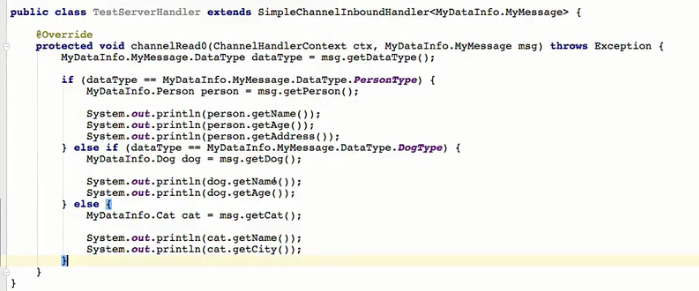 public class TestServerHandler extends SimpleChannelInboundHandler<MyDataInfo.MyMessage> {
@Override
protected void channelRead0(ChannelHandlerContext ctx, MyDataInfo.MyMessage msg) throws Exception {
MyDataInfo.MyMessage.DataType dataType = msg.getDataType();
if (dataType == MyDataInfo.MyMessage.DataType.PersonType) {
MyDataInfo.Person person = msg.getPerson();
System.out.println(person.getName());
System.out.println(person.getAge());
System.out.println(person.getAddress());
} else if (dataType == MyDataInfo.MyMessage.DataType.DogType) {
MyDataInfo.Dog dog = msg.getDog();
System.out.println(dog.getName());
System.out.println(dog.getAge());
} else {
MyDataInfo.Cat cat = msg.getCat();
System.out.println(cat.getName());
System.out.println(cat.getCity());
}
}
}